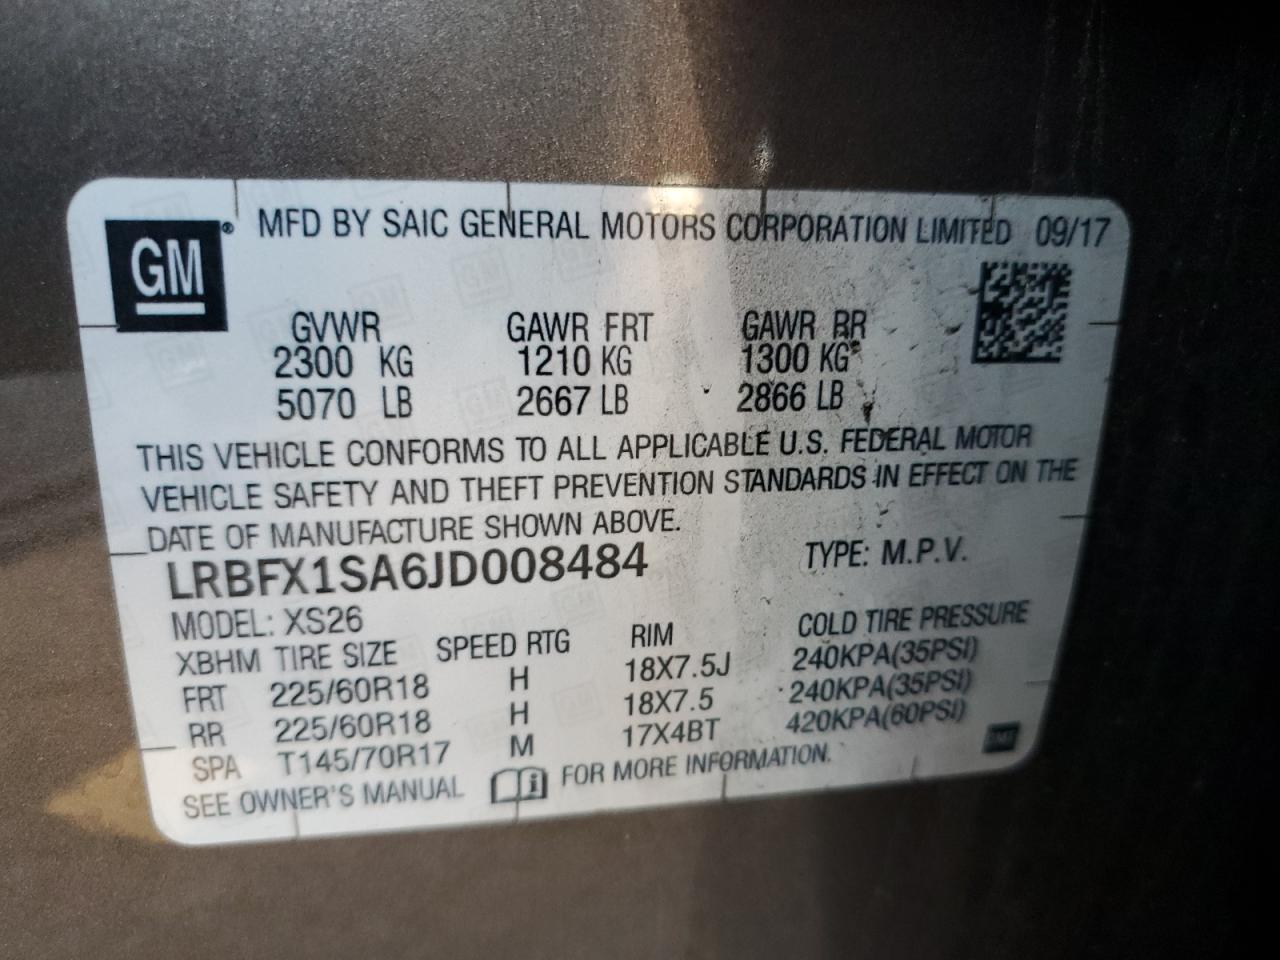 GM® MFD BY SAIC GENERAL MOTORS CORPORATION LIMITED 09/17
GVWR GAWR FRT GAWR RR
2300 KG 1210 KG 1300 KG
5070 LB 2667 LB 2866 LB
THIS VEHICLE CONFORMS TO ALL APPLICABLE U.S. FEDERAL MOTOR
VEHICLE SAFETY AND THEFT PREVENTION STANDARDS IN EFFECT ON THE
DATE OF MANUFACTURE SHOWN ABOVE.
LRBFX1SA6JD008484 TYPE: M.P.V.
MODEL: XS26
XBHM TIRE SIZE SPEED RTG RIM COLD TIRE PRESSURE
FRT 225/60R18 H 18X7.5J 240KPA(35PSI)
RR 225/60R18 H 18X7.5 240KPA(35PSI)
SPA T145/70R17 M 17X4BT 420KPA(60PSI)
SEE OWNER'S MANUAL FOR MORE INFORMATION.